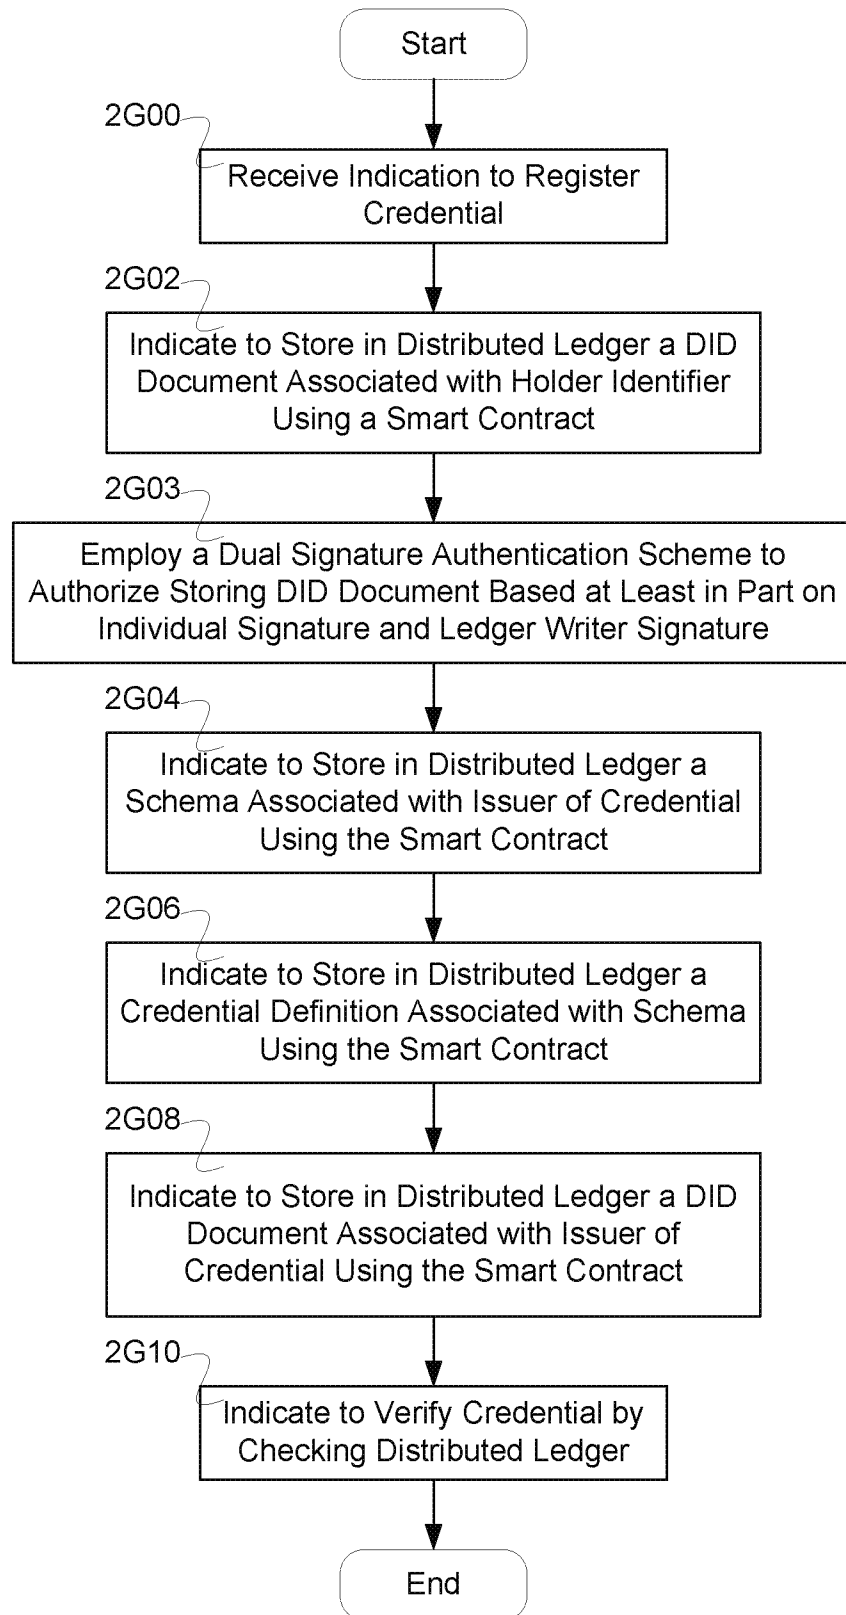 Start
2G00
Receive Indication to Register
Credential
2G02
Indicate to Store in Distributed Ledger a DID
Document Associated with Holder Identifier
Using a Smart Contract
2G03
Employ a Dual Signature Authentication Scheme to
Authorize Storing DID Document Based at Least in Part on
Individual Signature and Ledger Writer Signature
2G04
Indicate to Store in Distributed Ledger a
Schema Associated with Issuer of Credential
Using the Smart Contract
2G06
Indicate to Store in Distributed Ledger a
Credential Definition Associated with Schema
Using the Smart Contract
2G08
Indicate to Store in Distributed Ledger a DID
Document Associated with Issuer of
Credential Using the Smart Contract
2G10
Indicate to Verify Credential by
Checking Distributed Ledger
End